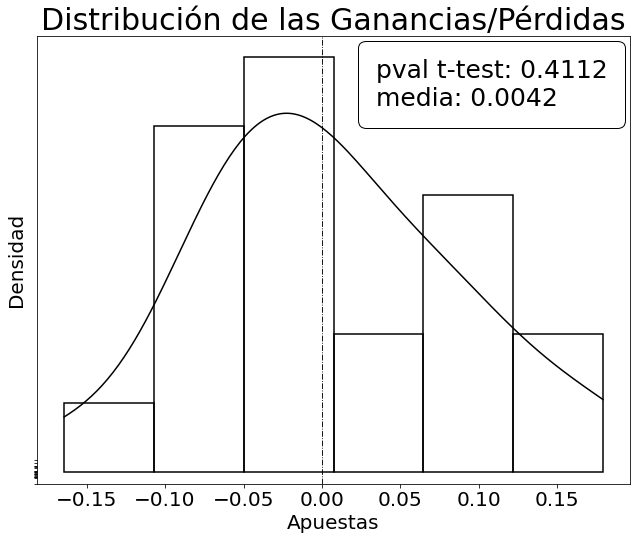 Distribución de las Ganancias/Pérdidas
pval t-test: 0.4112
media: 0.0042
Densidad
−0.15 −0.10 −0.05 0.00 0.05 0.10 0.15
Apuestas